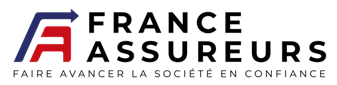 FRANCE
ASSUREURS
FAIRE AVANCER LA SOCIÉTÉ EN CONFIANCE